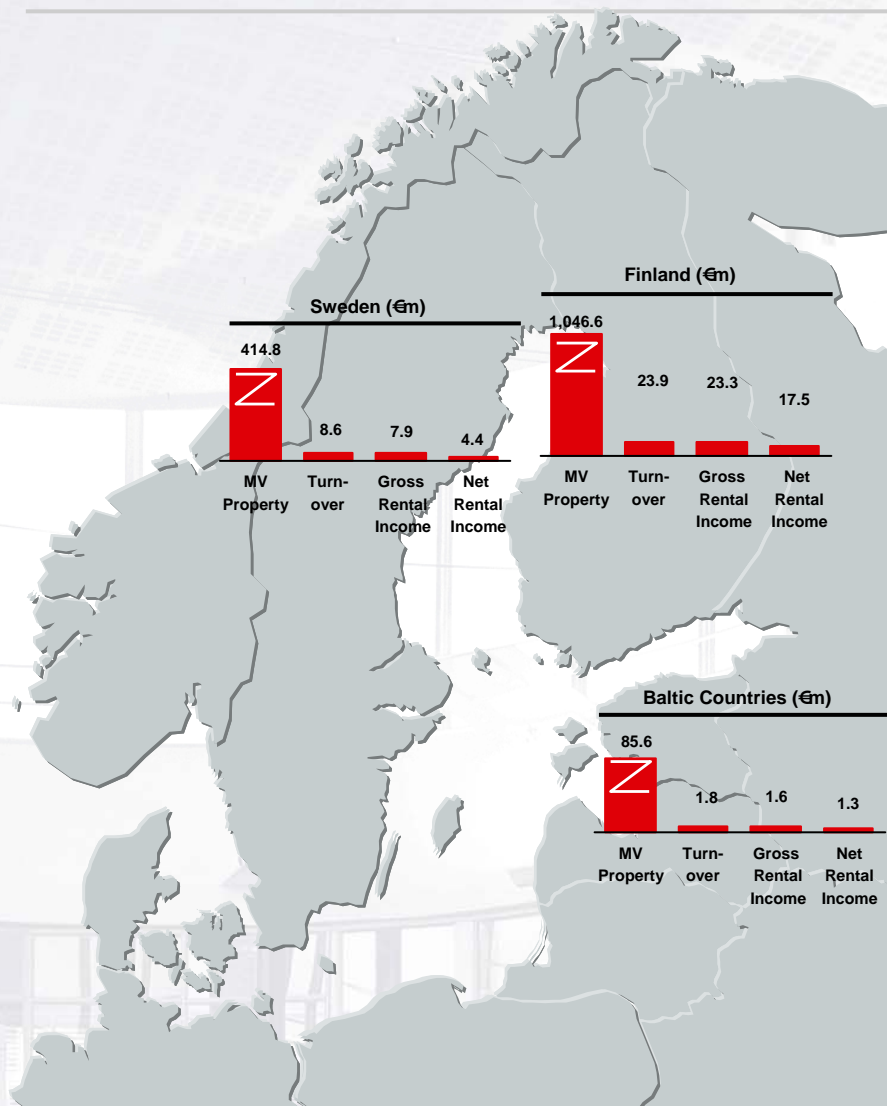 Sweden (€m)
414.8
8.6
7.9
4.4
MV
Property
Turn-
over
Gross
Rental
Income
Net
Rental
Income
Finland (€m)
1,046.6
23.9
23.3
17.5
MV
Property
Turn-
over
Gross
Rental
Income
Net
Rental
Income
Baltic Countries (€m)
85.6
1.8
1.6
1.3
MV
Property
Turn-
over
Gross
Rental
Income
Net
Rental
Income